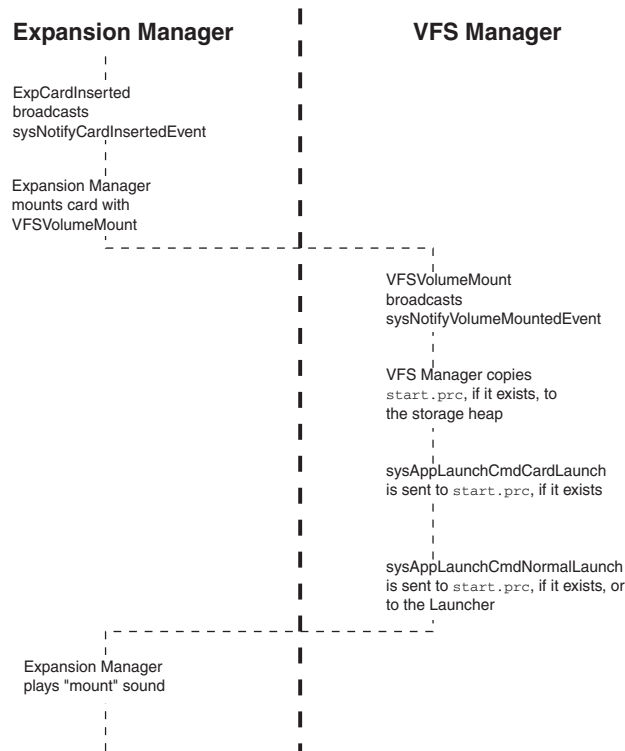 Expansion Manager
VFS Manager
ExpCardInserted
broadcasts
sysNotifyCardInsertedEvent
Expansion Manager
mounts card with
VFSVolumeMount
VFSVolumeMount
broadcasts
sysNotifyVolumeMountedEvent
VFS Manager copies
start.prc, if it exists, to
the storage heap
sysAppLaunchCmdCardLaunch
is sent to start.prc, if it exists
sysAppLaunchCmdNormalLaunch
is sent to start.prc, if it exists, or
to the Launcher
Expansion Manager
plays "mount" sound